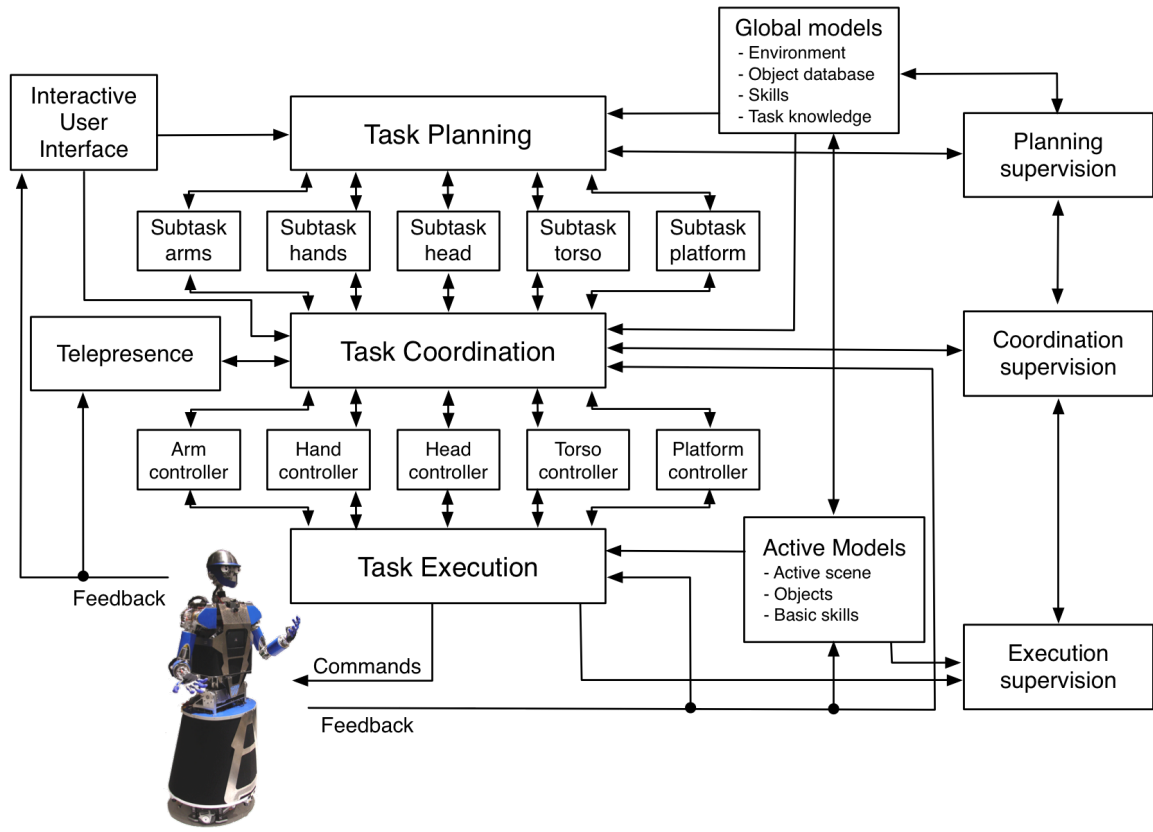 Global models
- Environment
- Object database
- Skills
- Task knowledge
Interactive
User
Interface
Task Planning
Planning
supervision
Subtask
arms
Subtask
hands
Subtask
head
Subtask
torso
Subtask
platform
Telepresence
Task Coordination
Coordination
supervision
Arm
controller
Hand
controller
Head
controller
Torso
controller
Platform
controller
Task Execution
Active Models
- Active scene
- Objects
- Basic skills
Feedback
Commands
Execution
supervision
Feedback